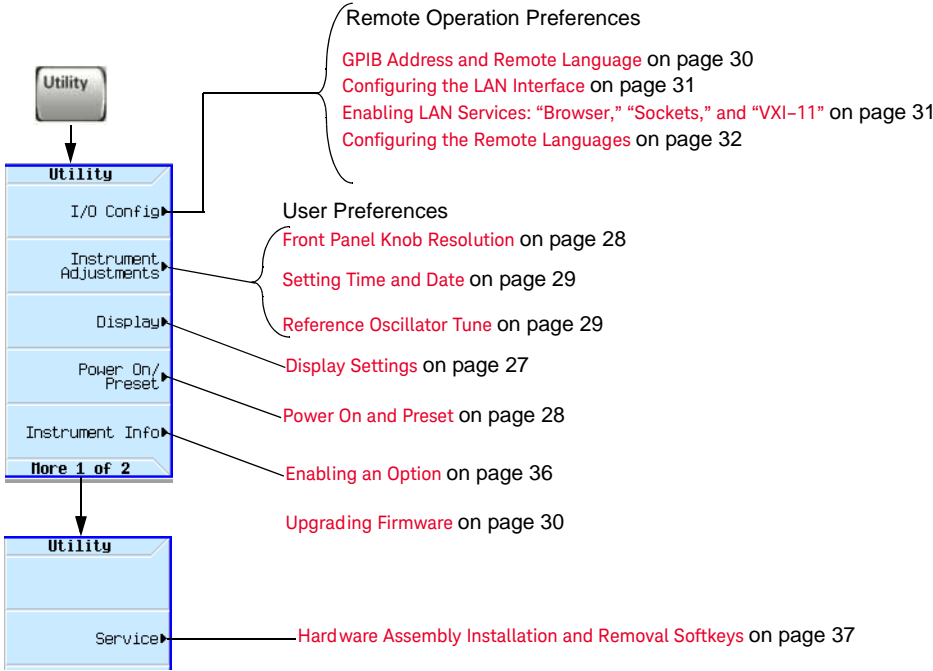 Remote Operation Preferences
GPIB Address and Remote Language on page 30
Configuring the LAN Interface on page 31
Enabling LAN Services: “Browser,” “Sockets,” and “VXI–11” on page 31
Configuring the Remote Languages on page 32
Utility
Utility
I/O Config
Instrument
Adjustments
Display
Power On/
Preset
Instrument Info
More 1 of 2
User Preferences
Front Panel Knob Resolution on page 28
Setting Time and Date on page 29
Reference Oscillator Tune on page 29
Display Settings on page 27
Power On and Preset on page 28
Enabling an Option on page 36
Upgrading Firmware on page 30
Utility
Service
Hardware Assembly Installation and Removal Softkeys on page 37